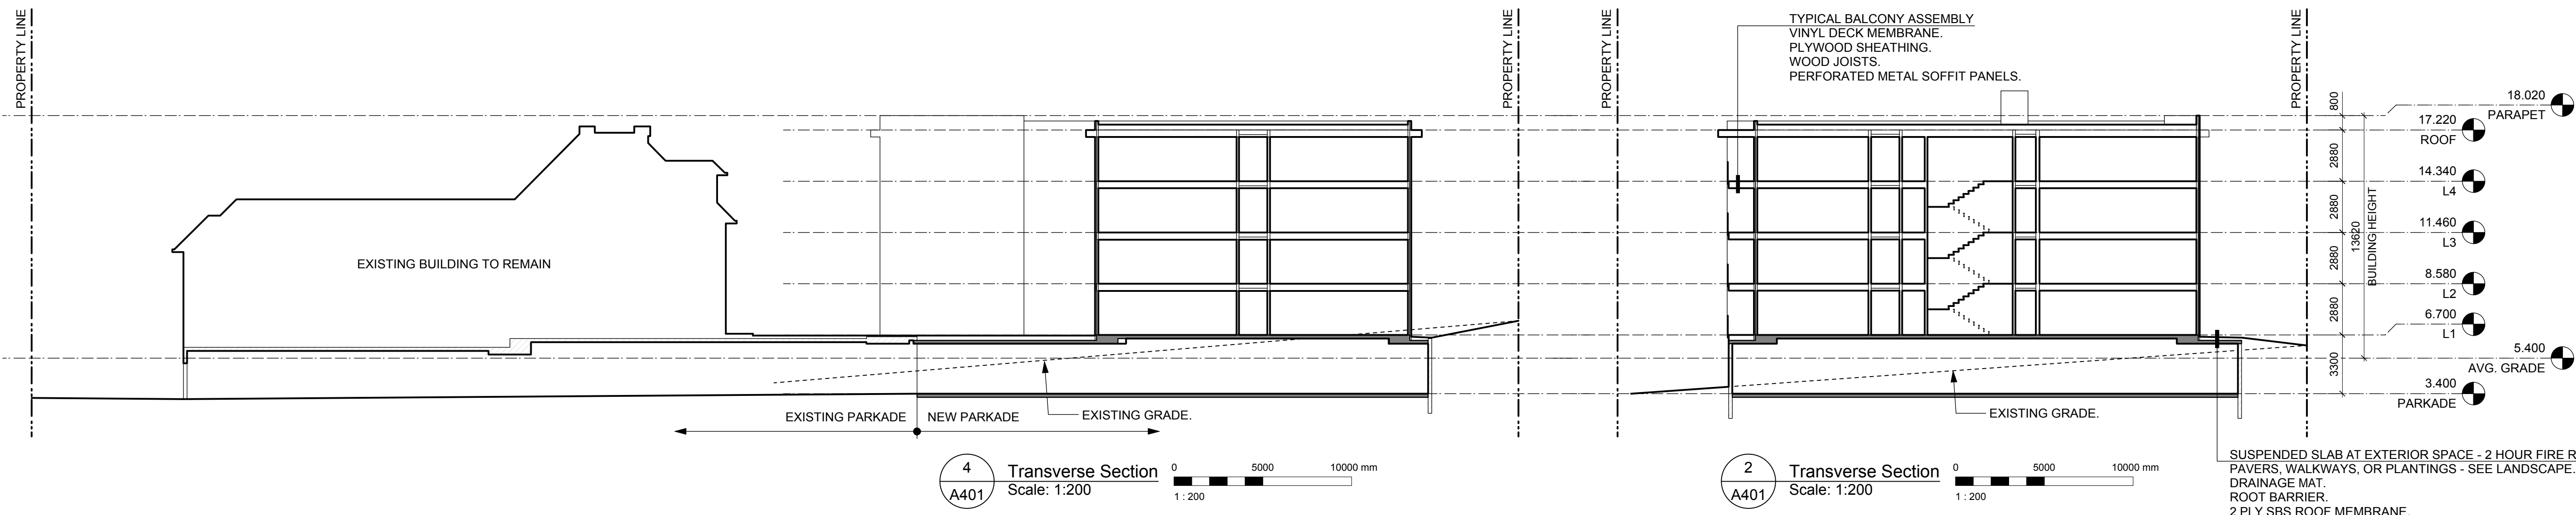 PROPERTY LINE
PROPERTY LINE
PROPERTY LINE
PROPERTY LINE
TYPICAL BALCONY ASSEMBLY
VINYL DECK MEMBRANE.
PLYWOOD SHEATHING.
WOOD JOISTS.
PERFORATED METAL SOFFIT PANELS.
EXISTING BUILDING TO REMAIN
800
2880
2880
2880
2880
3300
13620
BUILDING HEIGHT
18.020
PARAPET
17.220
ROOF
14.340
L4
11.460
L3
8.580
L2
6.700
L1
5.400
AVG. GRADE
3.400
PARKADE
EXISTING PARKADE
NEW PARKADE
EXISTING GRADE.
EXISTING GRADE.
4
A401
Transverse Section
Scale: 1:200
0 5000 10000 mm
1 : 200
2
A401
Transverse Section
Scale: 1:200
0 5000 10000 mm
1 : 200
SUSPENDED SLAB AT EXTERIOR SPACE - 2 HOUR FIRE R
PAVERS, WALKWAYS, OR PLANTINGS - SEE LANDSCAPE.
DRAINAGE MAT.
ROOT BARRIER.
2 PLY SBS ROOF MEMBRANE.